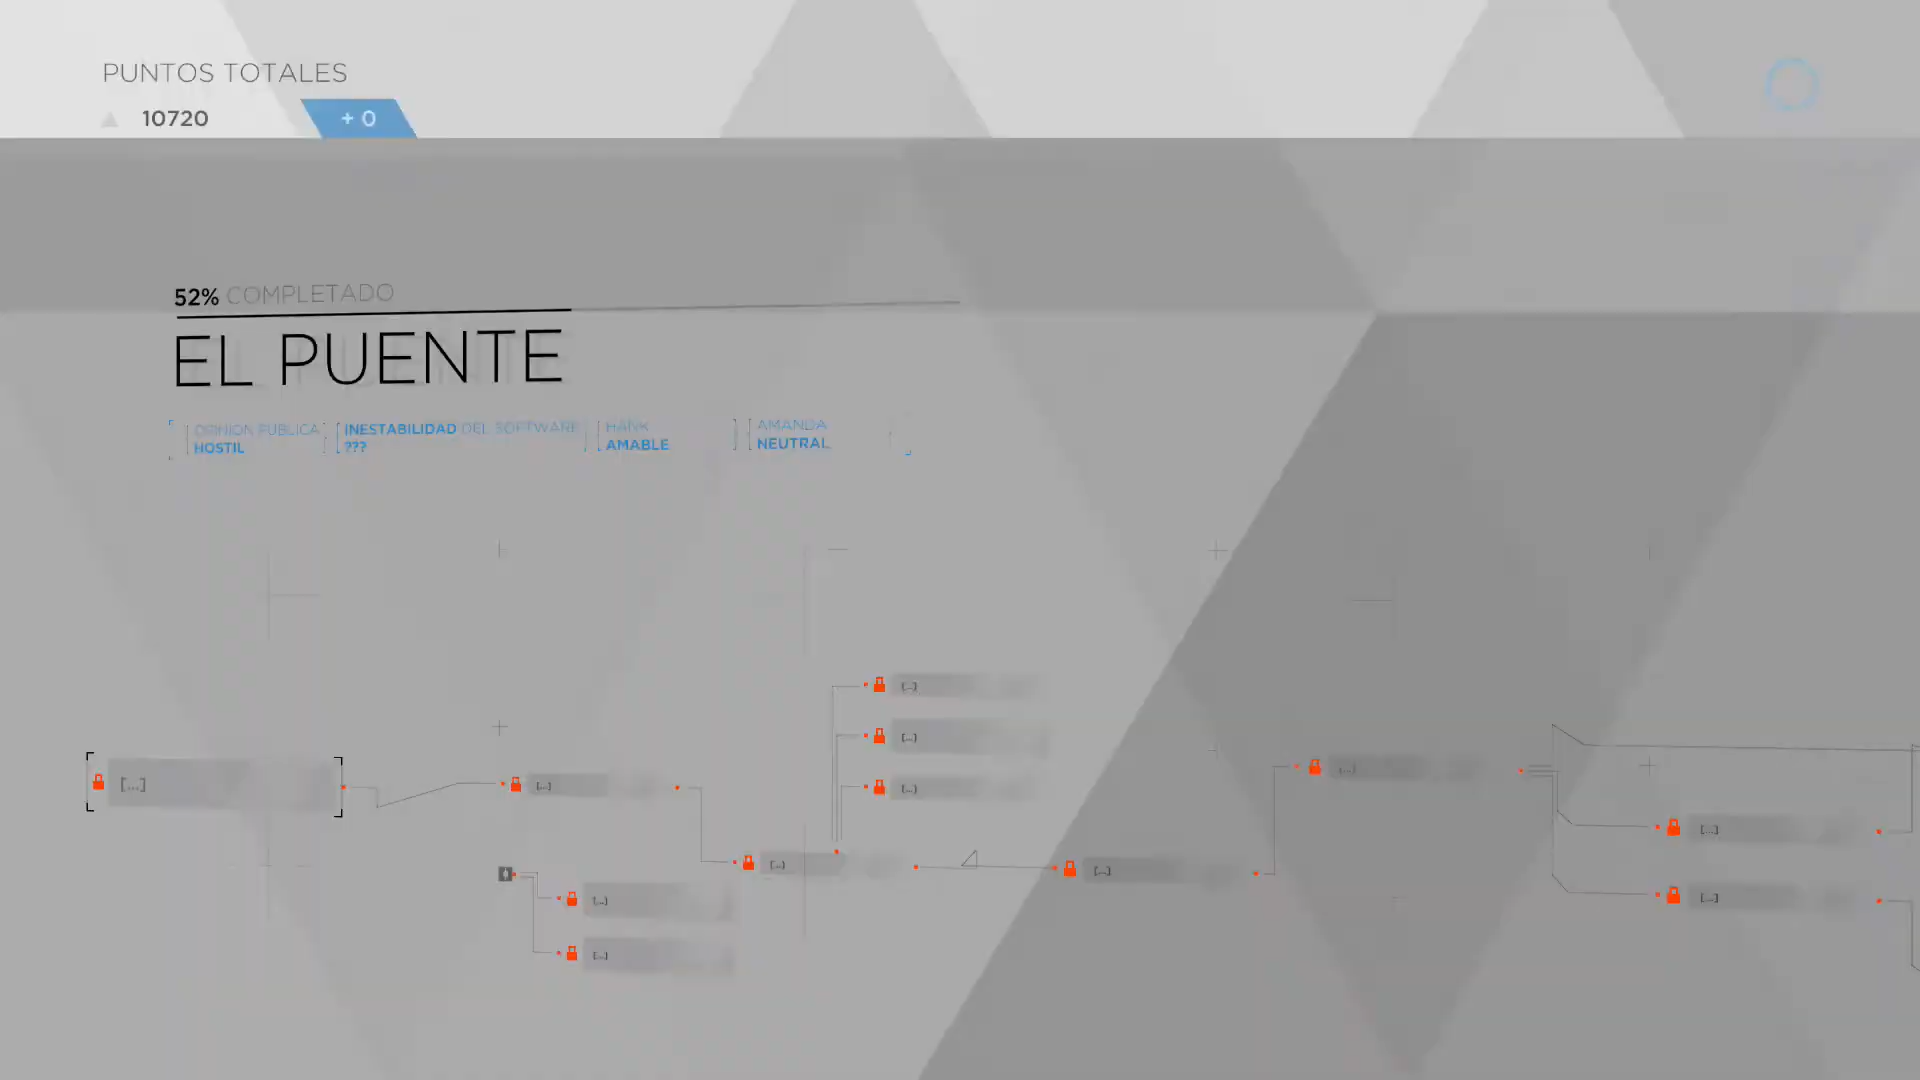 PUNTOS TOTALES
10720
+ 0
52% COMPLETADO
EL PUENTE
OPINIÓN PÚBLICA
HOSTIL
INESTABILIDAD DEL SOFTWARE
???
HANK
AMABLE
AMANDA
NEUTRAL
[...]
[...]
[...]
[...]
[...]
[...]
[...]
[...]
[...]
[...]
[...]
[...]